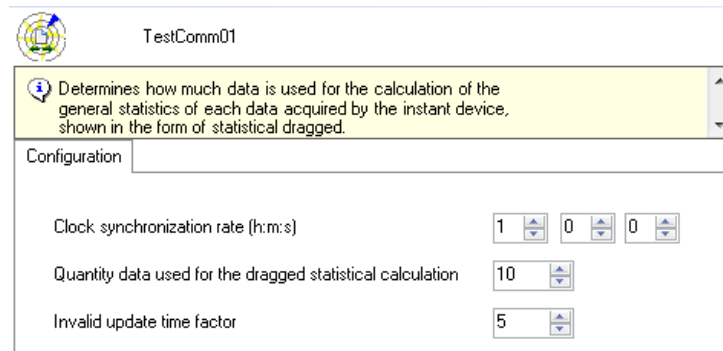 TestComm01
Determines how much data is used for the calculation of the
general statistics of each data acquired by the instant device,
shown in the form of statistical dragged.
Configuration
Clock synchronization rate (h:m:s) 1 0 0
Quantity data used for the dragged statistical calculation 10
Invalid update time factor 5